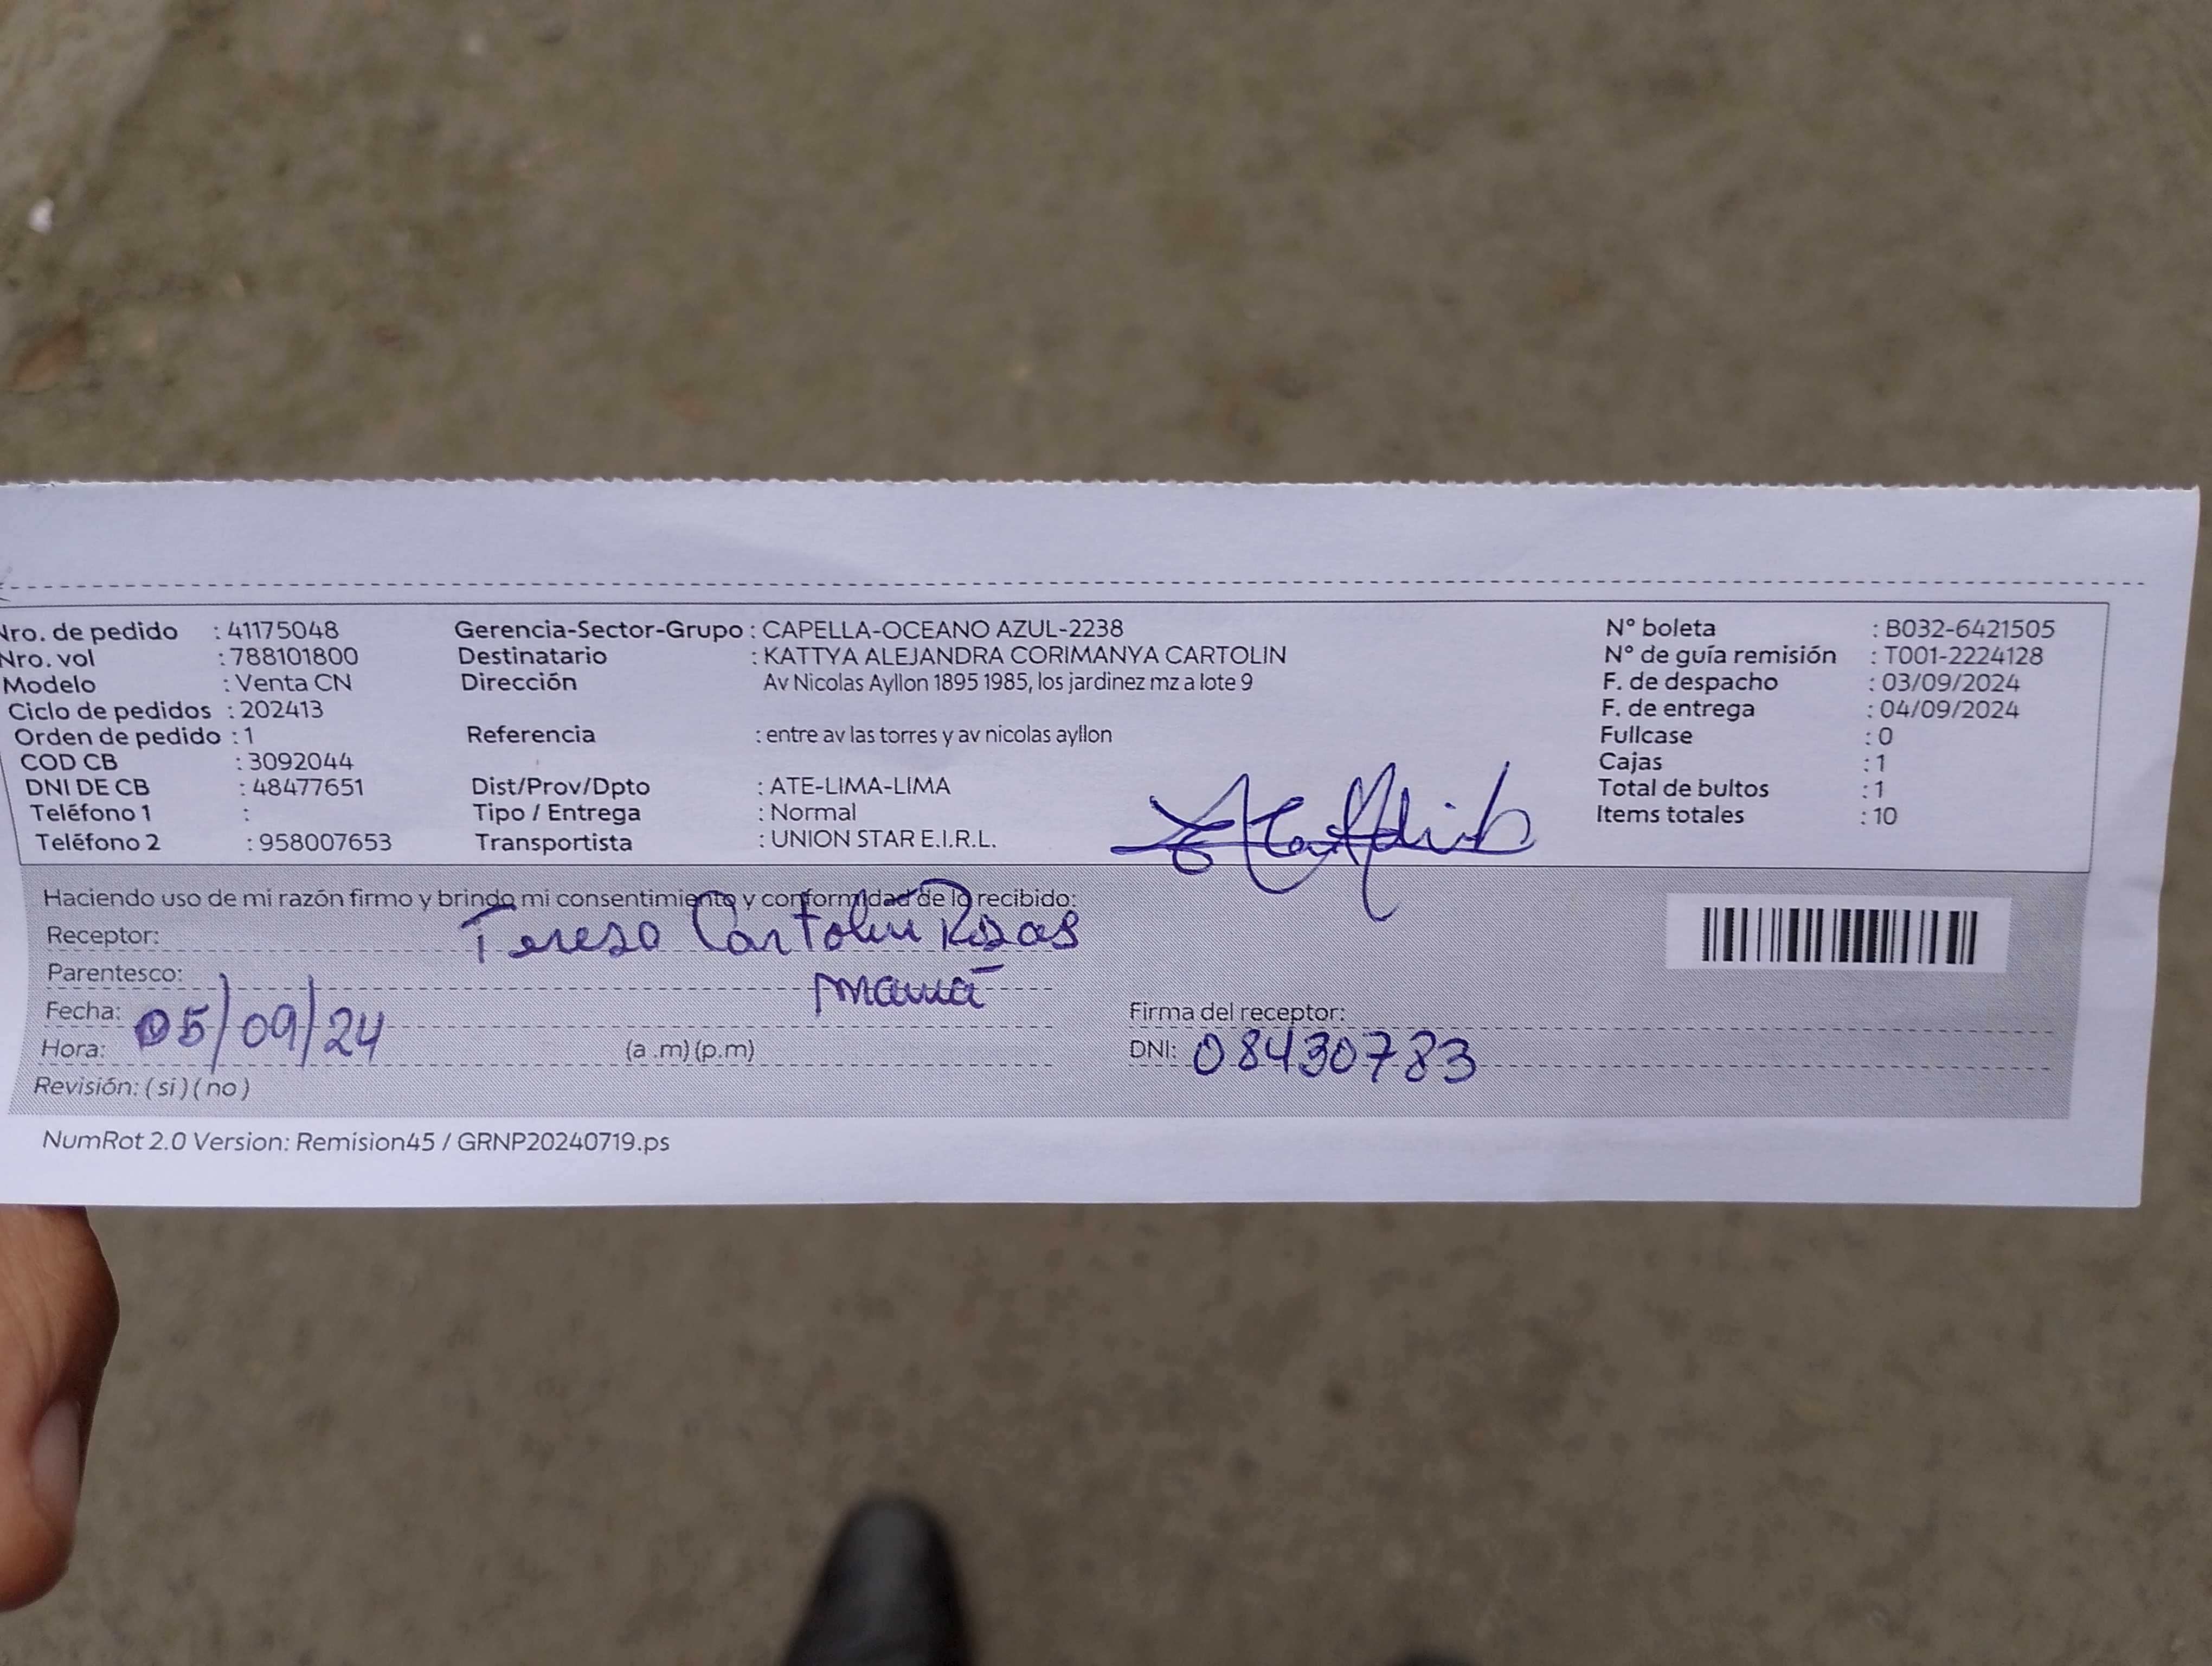 Nro. de pedido : 41175048 Gerencia-Sector-Grupo : CAPELLA-OCEANO AZUL-2238 N° boleta : B032-6421505
Nro. vol : 788101800 Destinatario : KATTYA ALEJANDRA CORIMANYA CARTOLIN N° de guía remisión : T001-2224128
Modelo : Venta CN Dirección Av Nicolas Ayllon 1895 1985, los jardinez mz a lote 9 F. de despacho : 03/09/2024
Ciclo de pedidos : 202413 F. de entrega : 04/09/2024
Orden de pedido : 1 Referencia : entre av las torres y av nicolas ayllon Fullcase : 0
COD CB : 3092044 Cajas : 1
DNI DE CB : 48477651 Dist/Prov/Dpto : ATE-LIMA-LIMA Total de bultos : 1
Teléfono 1 : Tipo / Entrega : Normal Items totales : 10
Teléfono 2 : 958007653 Transportista : UNION STAR E.I.R.L.
Haciendo uso de mi razón firmo y brindo mi consentimiento y conformidad de lo recibido:
Receptor: Teresa Cartolin Rosas
Parentesco: mamá
Fecha: 05/09/24 Firma del receptor:
Hora: (a .m) (p.m) DNI: 08430783
Revisión: ( si ) ( no )
NumRot 2.0 Version: Remision45 / GRNP20240719.ps